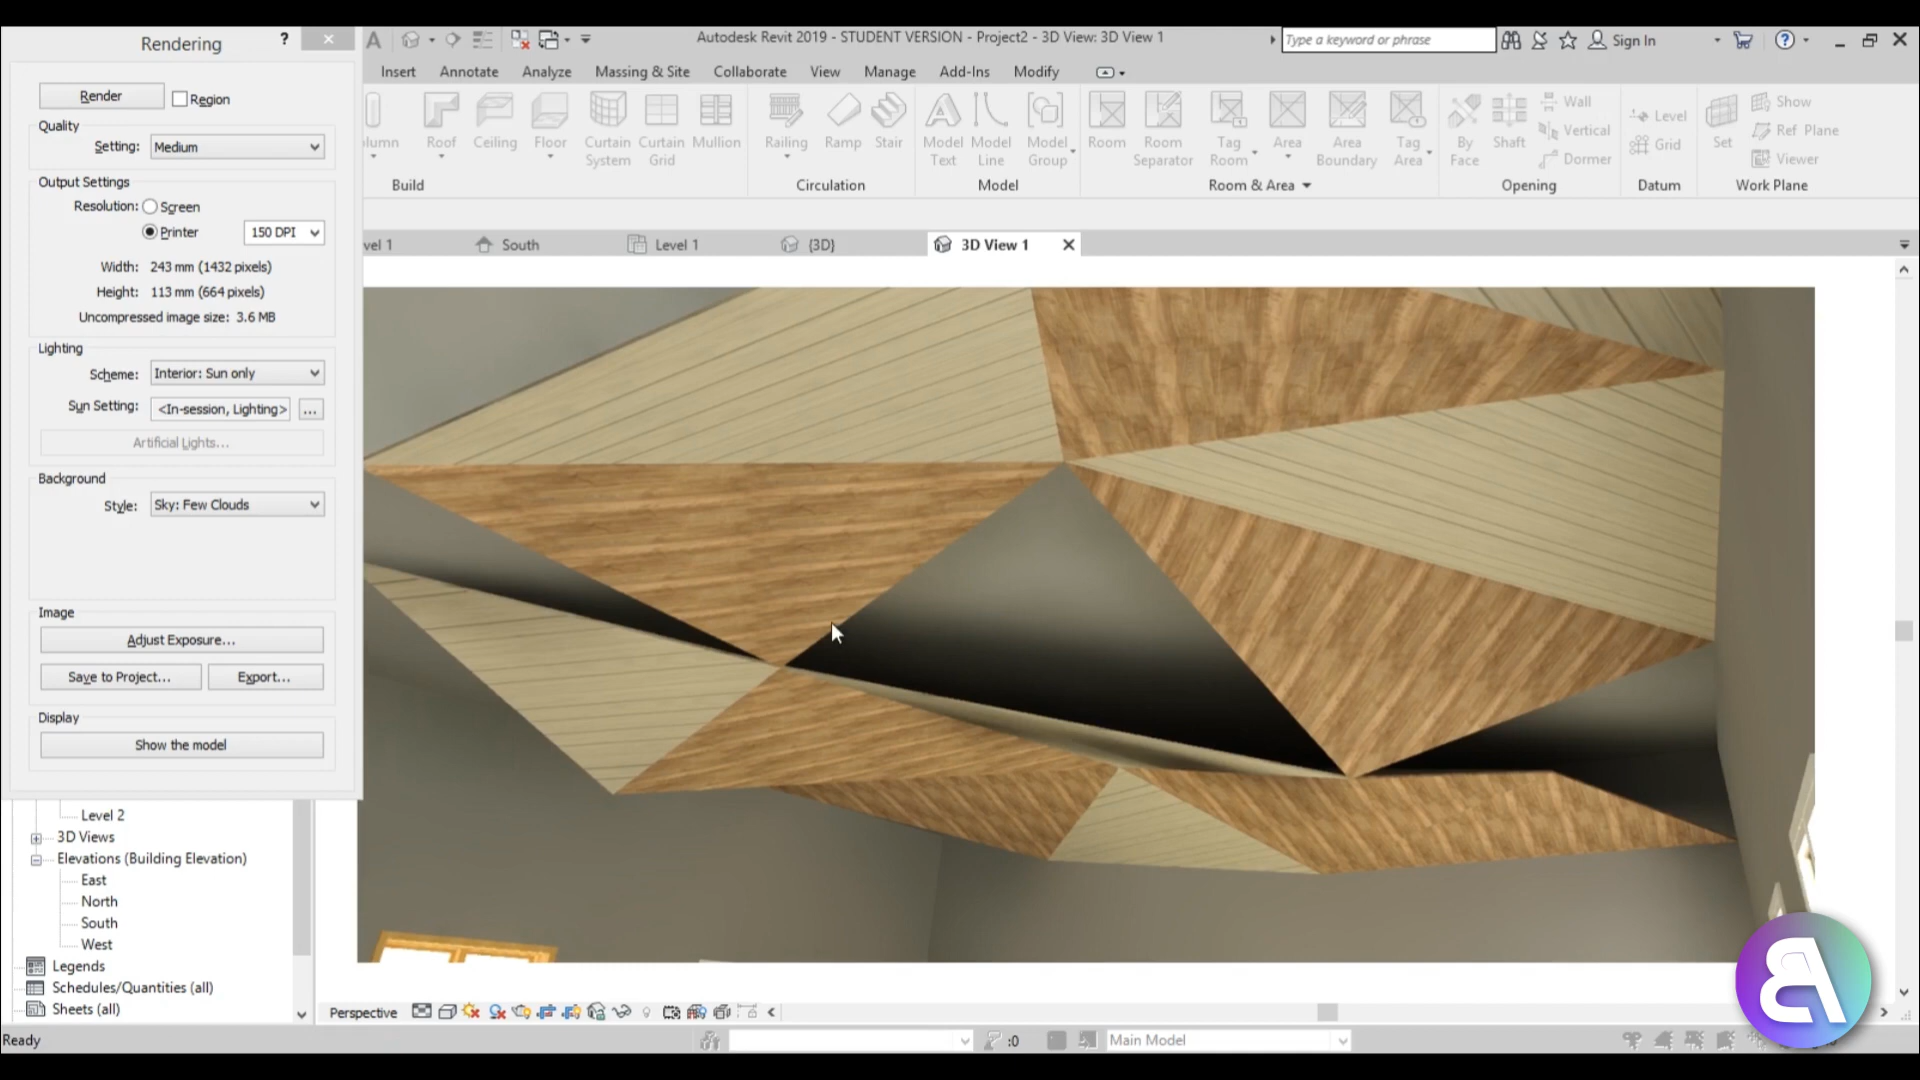 Rendering
?
Autodesk Revit 2019 - STUDENT VERSION - Project2 - 3D View: 3D View 1
Type a keyword or phrase
Sign In
Insert Annotate Analyze Massing & Site Collaborate View Manage Add-Ins Modify
Render
Region
Quality
Setting: Medium
Output Settings
Resolution: Screen
Printer 150 DPI
Width: 243 mm (1432 pixels)
Height: 113 mm (664 pixels)
Uncompressed image size: 3.6 MB
Lighting
Scheme: Interior: Sun only
Sun Setting: <In-session, Lighting> ...
Artificial Lights...
Background
Style: Sky: Few Clouds
Image
Adjust Exposure...
Save to Project... Export...
Display
Show the model
lumn Roof Ceiling Floor Curtain System Curtain Grid Mullion
Build
Railing Ramp Stair
Circulation
Model Text Model Line Model Group
Model
Room Room Separator Tag Room Area Area Boundary Tag Area
Room & Area
By Face Shaft Wall Vertical Dormer
Opening
Level Grid
Datum
Set Show Ref Plane Viewer
Work Plane
vel 1 South Level 1 {3D} 3D View 1
Level 2
3D Views
Elevations (Building Elevation)
East
North
South
West
Legends
Schedules/Quantities (all)
Sheets (all)
Perspective
Ready
:0
Main Model